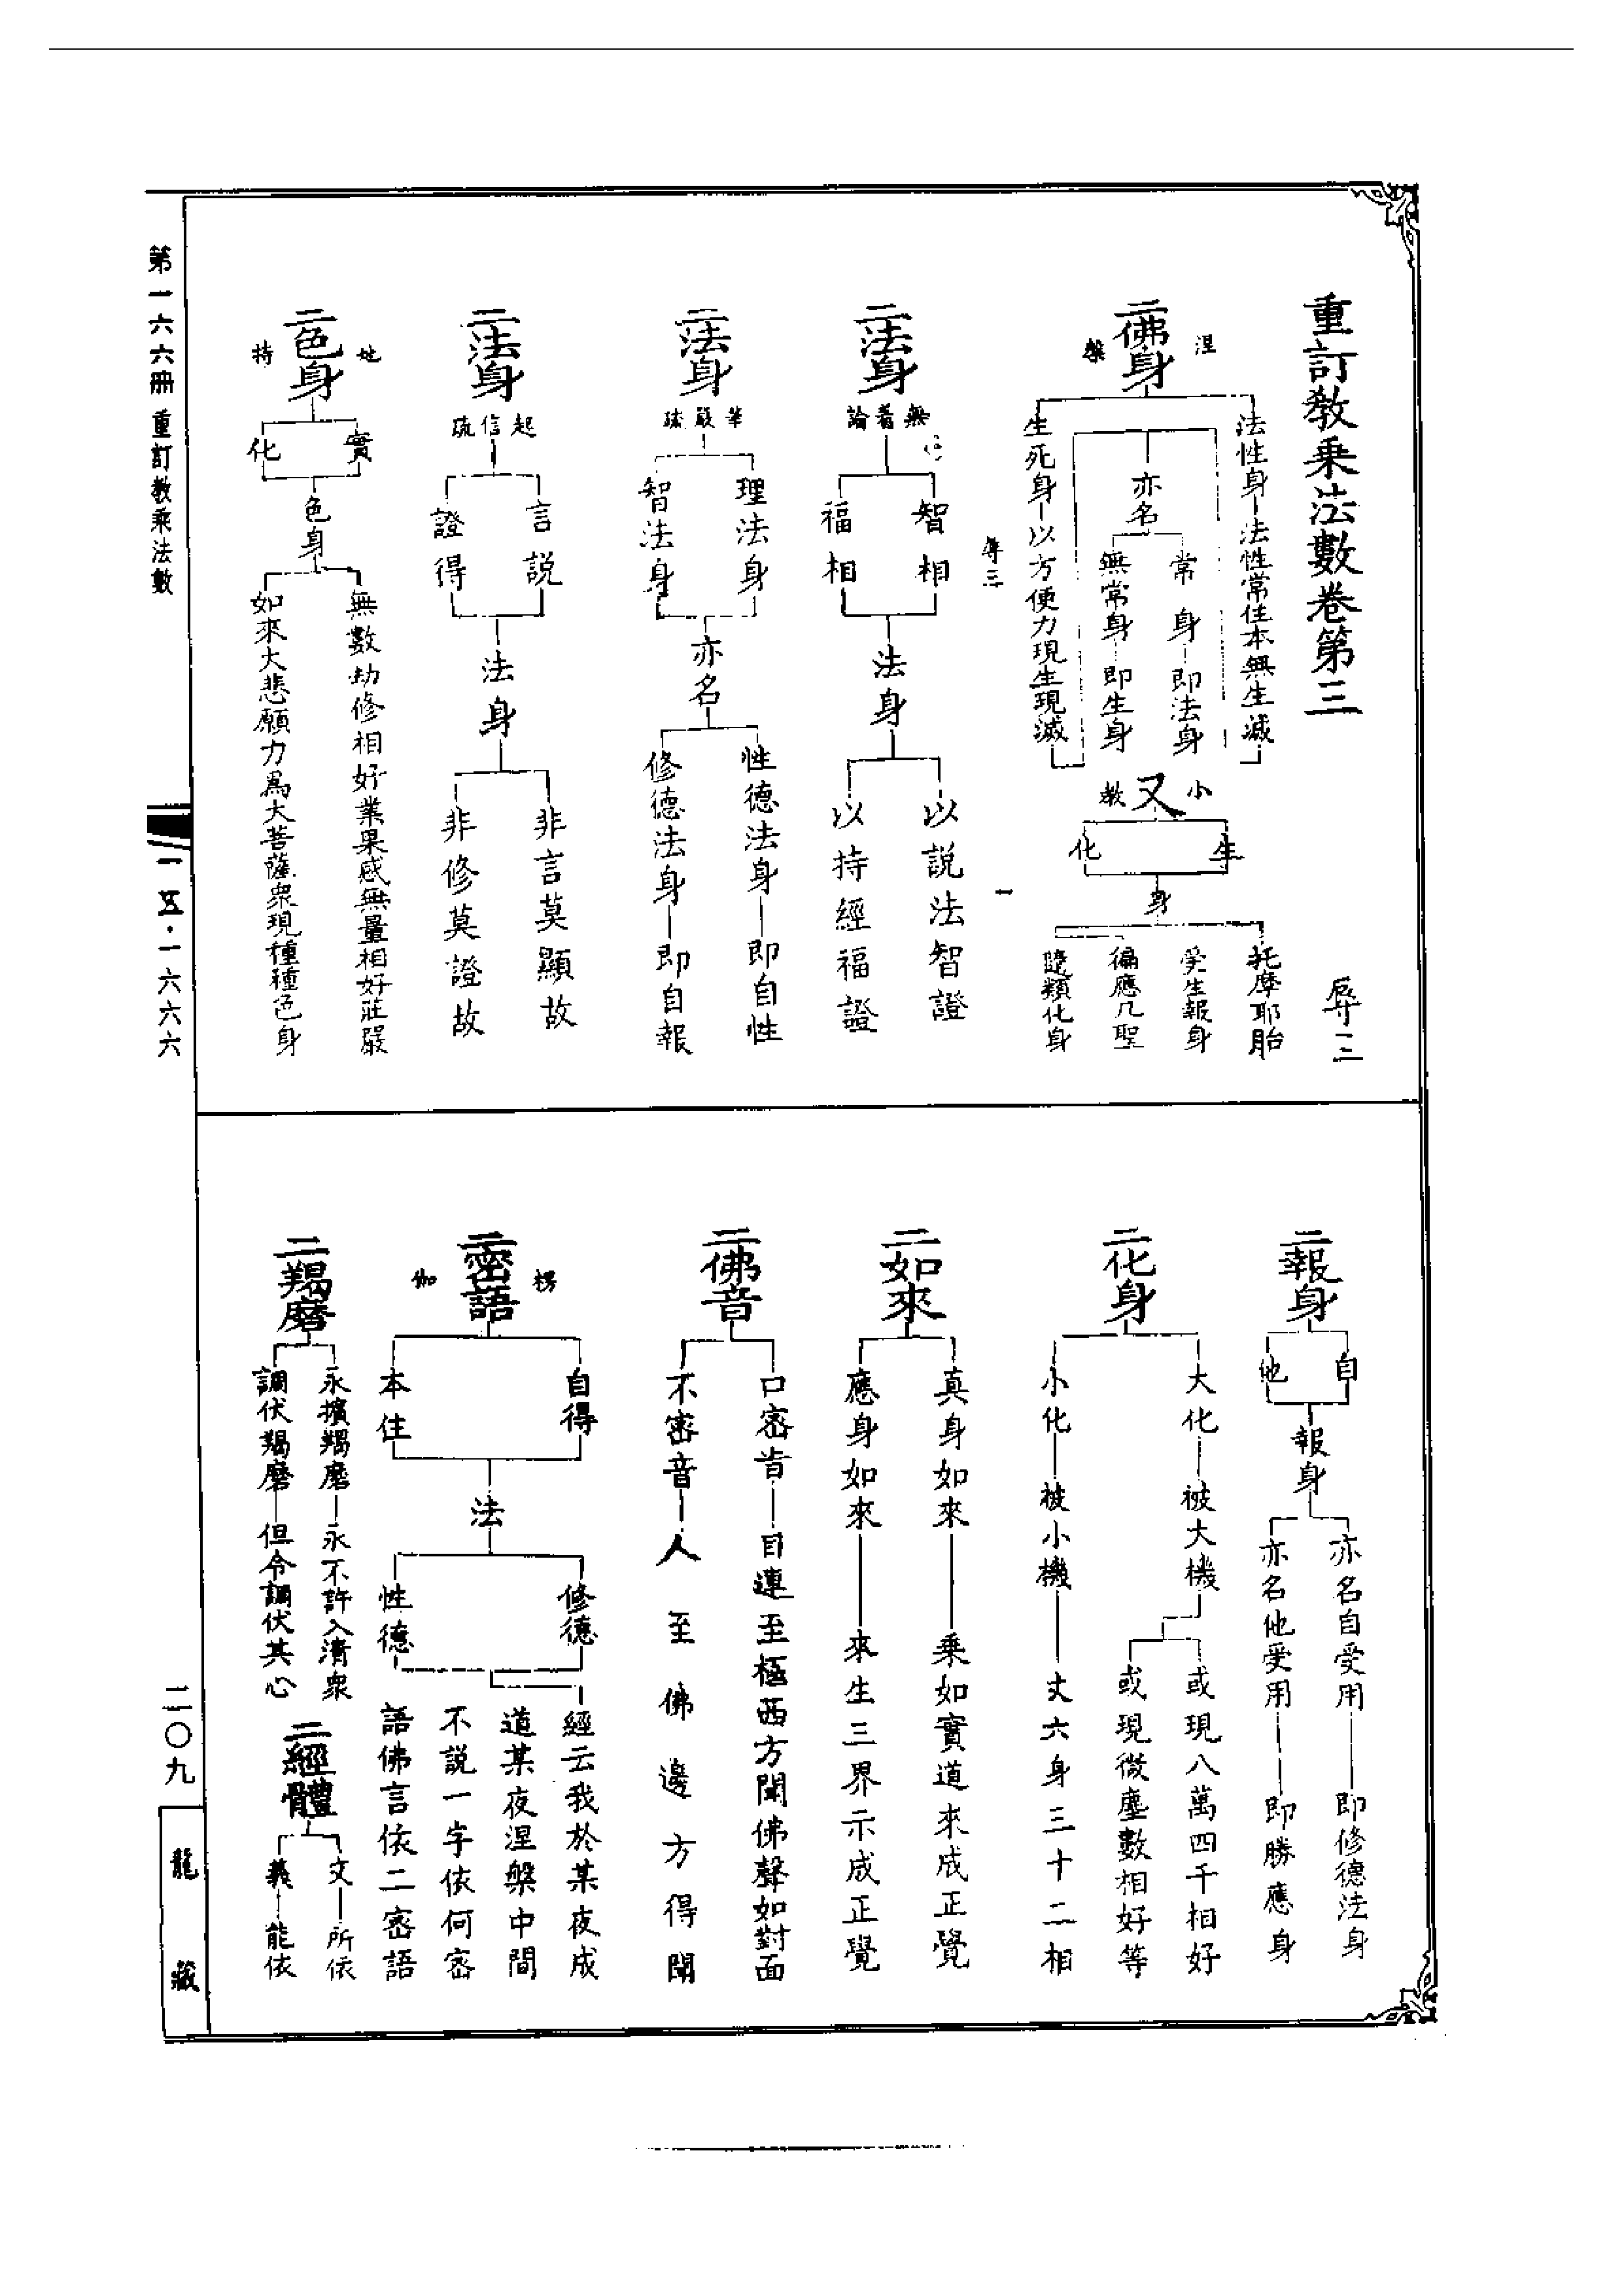 重訂教乘法數卷第三
辱三
二佛身
涅槃
法性身
法性常住本無生滅
生死身
以方便力現生現滅
亦名
常身
即法身
無常身
即生身
又
小教
生
化
身
托摩耶胎
受生報身
徧應凡聖
隨類化身
辱三
一
二法身
無着論
智相
福相
法身
以說法智證
以持經福證
二法身
華嚴疏
理法身
智法身
亦名
性德法身
即自性
修德法身
即自報
二法身
起信疏
言說
證得
法身
非言莫顯故
非修莫證故
二色身
地持
實
化
色身
無數劫修相好業果感無量相好莊嚴
如來大悲願力為大菩薩衆現種種色身
二報身
自
他
報身
亦名自受用
即修德法身
亦名他受用
即勝應身
二化身
大化
被大機
或現八萬四千相好
或現微塵數相好等
小化
被小機
丈六身三十二相
二如來
真身如來
乘如實道來成正覺
應身如來
來生三界示成正覺
二佛音
口密音
目連至極西方聞佛聲如對面
不密音
人至佛邊方得聞
二密語
楞伽
自得
本住
法
修德
性德
經云我於某夜成
道某夜涅槃中間
不說一字依何密
語佛言依二密語
二羯磨
永擯羯磨
永不許入清衆
調伏羯磨
但令調伏其心
二經體
文
所依
義
能依
第一六六冊 重訂教乘法數
一五·一六六六
二〇九
龍藏